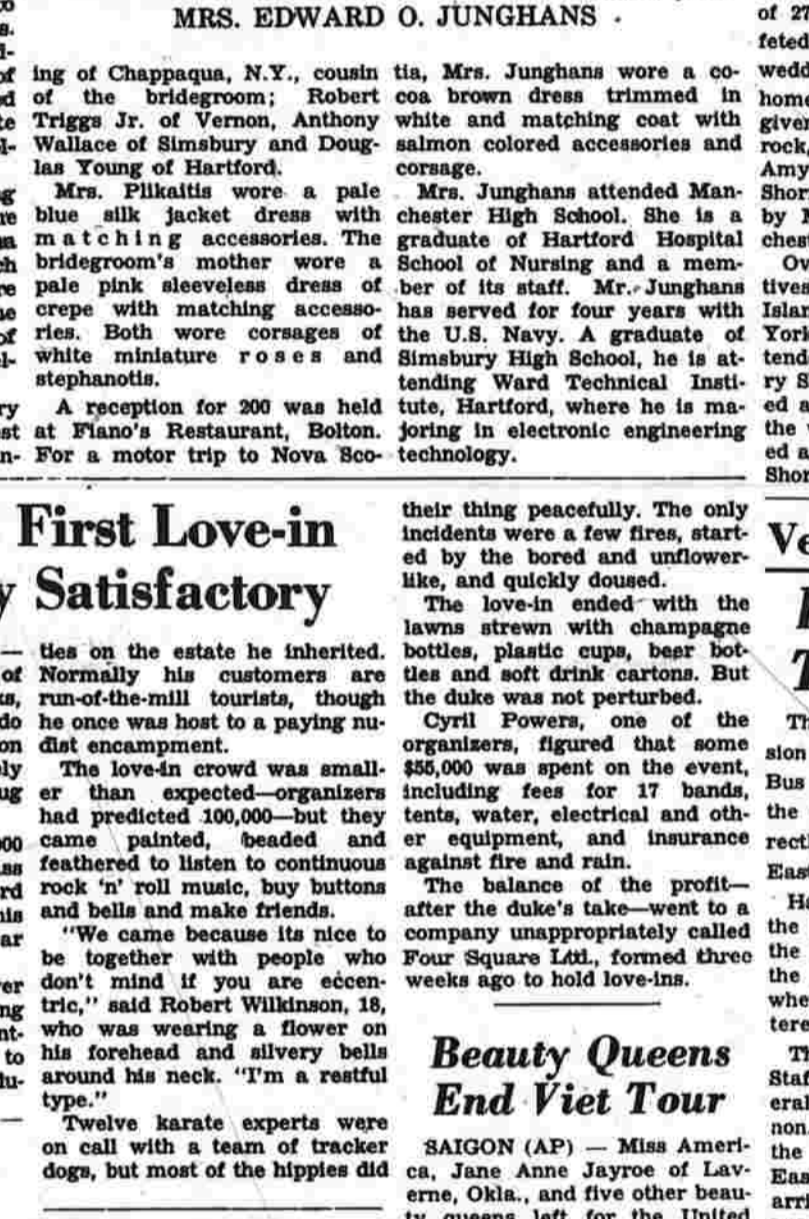 MRS. EDWARD O. JUNGHANS
ing of Chappaqua, N.Y., cousin
of the bridegroom; Robert
Triggs Jr. of Vernon, Anthony
Wallace of Simsbury and Doug-
las Young of Hartford.
Mrs. Plikaitis wore a pale
blue silk jacket dress with
matching accessories. The
bridegroom's mother wore a
pale pink sleeveless dress of
crepe with matching accesso-
ries. Both wore corsages of
white miniature roses and
stephanotis.
A reception for 200 was held
at Fiano's Restaurant, Bolton.
For a motor trip to Nova Sco-
tia, Mrs. Junghans wore a co-
coa brown dress trimmed in
white and matching coat with
salmon colored accessories and
corsage.
Mrs. Junghans attended Man-
chester High School. She is a
graduate of Hartford Hospital
School of Nursing and a mem-
ber of its staff. Mr. Junghans
has served for four years with
the U.S. Navy. A graduate of
Simsbury High School, he is at-
tending Ward Technical Insti-
tute, Hartford, where he is ma-
joring in electronic engineering
technology.
First Love-in
Satisfactory
ties on the estate he inherited.
Normally his customers are
run-of-the-mill tourists, though
he once was host to a paying nu-
dist encampment.
The love-in crowd was small-
er than expected—organizers
had predicted 100,000—but they
came painted, beaded and
feathered to listen to continuous
rock 'n' roll music, buy buttons
and bells and make friends.
"We came because its nice to
be together with people who
don't mind if you are eccen-
tric," said Robert Wilkinson, 18,
who was wearing a flower on
his forehead and silvery bells
around his neck. "I'm a restful
type."
Twelve karate experts were
on call with a team of tracker
dogs, but most of the hippies did
their thing peacefully. The only
incidents were a few fires, start-
ed by the bored and unflower-
like, and quickly doused.
The love-in ended with the
lawns strewn with champagne
bottles, plastic cups, beer bot-
tles and soft drink cartons. But
the duke was not perturbed.
Cyril Powers, one of the
organizers, figured that some
$55,000 was spent on the event,
including fees for 17 bands,
tents, water, electrical and oth-
er equipment, and insurance
against fire and rain.
The balance of the profit—
after the duke's take—went to a
company unappropriately called
Four Square Ltd., formed three
weeks ago to hold love-ins.
Beauty Queens
End Viet Tour
SAIGON (AP) — Miss Ameri-
ca, Jane Anne Jayroe of Lav-
erne, Okla., and five other beau-
ty queens left for the United